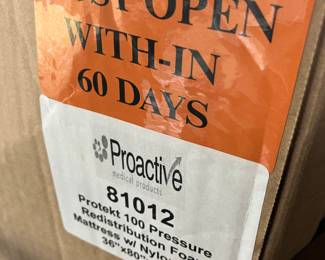 OPEN
WITH-IN
60 DAYS
Proactive
medical products
81012
Protekt 100 Pressure
Redistribution
Mattress w/
36"x80"